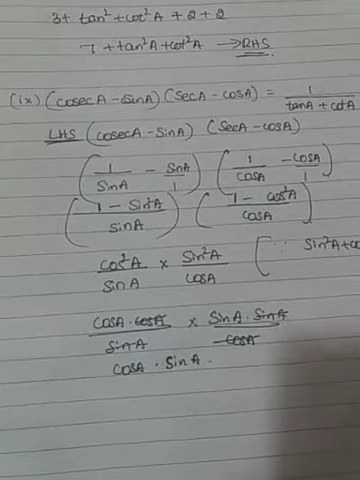 3+ tan² + cot²A + 2 + 2
7 + tan²A + cot²A → RHS
(ix) (cosecA - sinA) (secA - cosA) = 1/(tanA + cotA)
LHS (cosecA - sinA) (SecA - cosA)
(1/SinA - SnA/1) (1/cosA - cosA/1)
(1 - Sin²A/sinA) (1 - cos²A/cosA)
cos²A/sinA × Sin²A/cosA [∵ Sin²A+co
cosA · cosA/sinA × SinA · SinA/cosA
cosA · SinA.